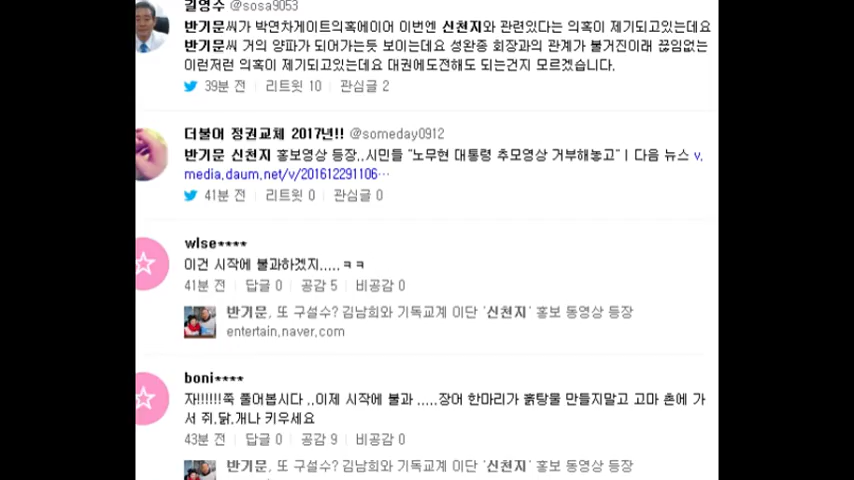 길영수 @sosa9053
반기문씨가 박연차게이트의혹에이어 이번엔 신천지와 관련있다는 의혹이 제기되고있는데요
반기문씨 거의 양파가 되어가는듯 보이는데요 성완종 회장과의 관계가 불거진이래 끊임없는
이런저런 의혹이 제기되고있는데요 대권에도전해도 되는건지 모르겠습니다.
39분 전 리트윗 10 관심글 2
더불어 정권교체 2017년!! @someday0912
반기문 신천지 홍보영상 등장..시민들 "노무현 대통령 추모영상 거부해놓고" | 다음 뉴스 v.
media.daum.net/v/201612291106…
41분 전 리트윗 0 관심글 0
wlse****
이건 시작에 불과하겠지.....ㅋㅋ
41분 전 답글 0 공감 5 비공감 0
반기문, 또 구설수? 김남희와 기독교계 이단 '신천지' 홍보 동영상 등장
entertain.naver.com
boni****
자!!!!!!쭉 풀어봅시다 ..이제 시작에 불과 .....장어 한마리가 흙탕물 만들지말고 고마 촌에 가
서 쥐.닭.개나 키우세요
43분 전 답글 0 공감 9 비공감 0
반기문, 또 구설수? 김남희와 기독교계 이단 '신천지' 홍보 동영상 등장